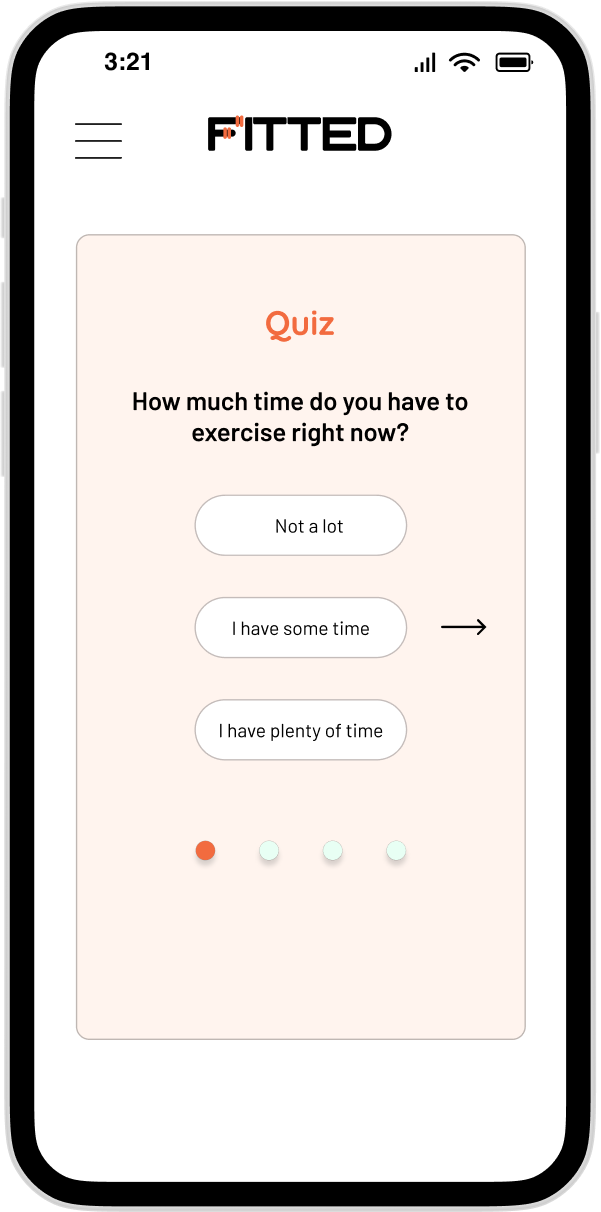 3:21
FITTED
Quiz
How much time do you have to
exercise right now?
Not a lot
I have some time
I have plenty of time